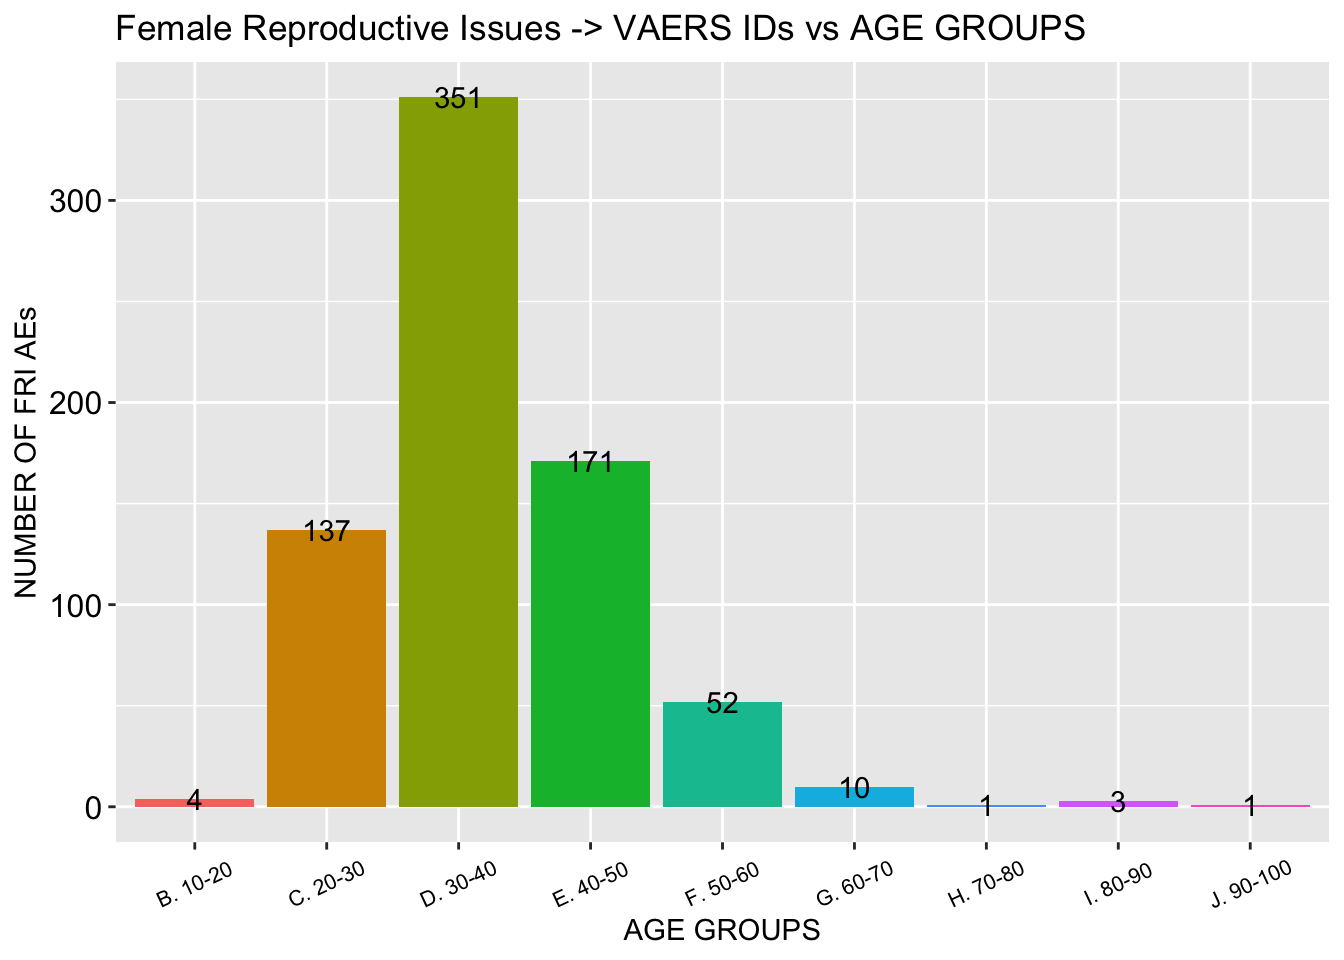 Female Reproductive Issues -> VAERS IDs vs AGE GROUPS
NUMBER OF FRI AEs
300
200
100
0
351
171
137
52
4
10
1
3
1
B. 10-20
C. 20-30
D. 30-40
E. 40-50
F. 50-60
G. 60-70
H. 70-80
I. 80-90
J. 90-100
AGE GROUPS